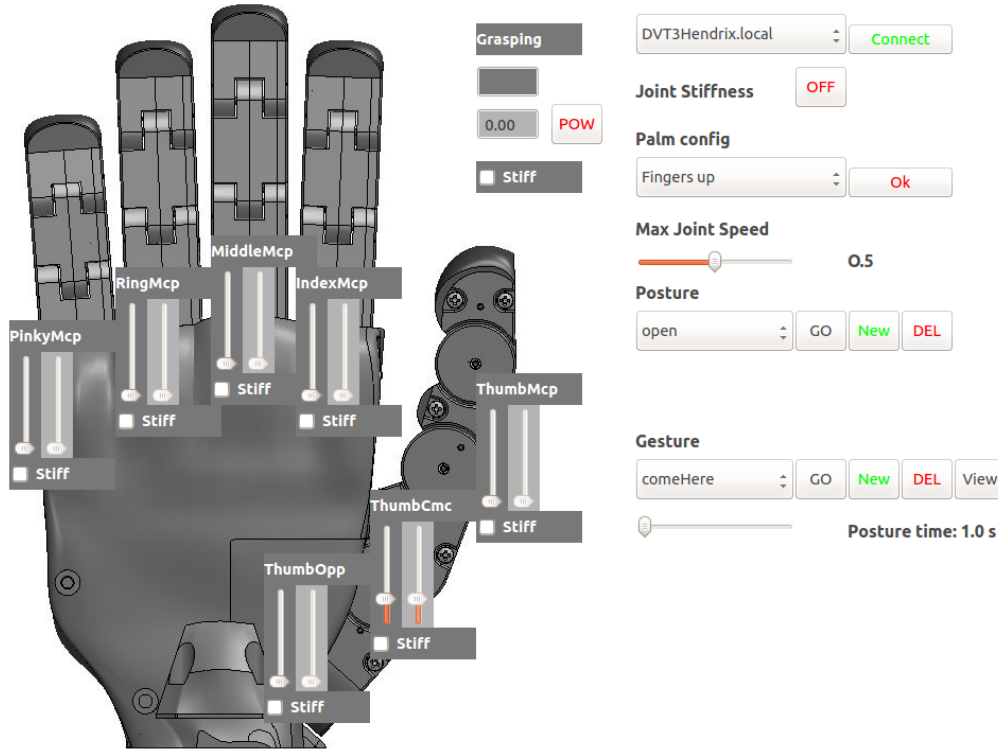 Grasping
0.00
POW
Stiff
DVT3Hendrix.local
Connect
Joint Stiffness
OFF
Palm config
Fingers up
Ok
Max Joint Speed
0.5
Posture
open
GO
New
DEL
Gesture
comeHere
GO
New
DEL
View
Posture time: 1.0 s
MiddleMcp
Stiff
RingMcp
Stiff
IndexMcp
Stiff
PinkyMcp
Stiff
ThumbMcp
Stiff
ThumbCmc
Stiff
ThumbOpp
Stiff